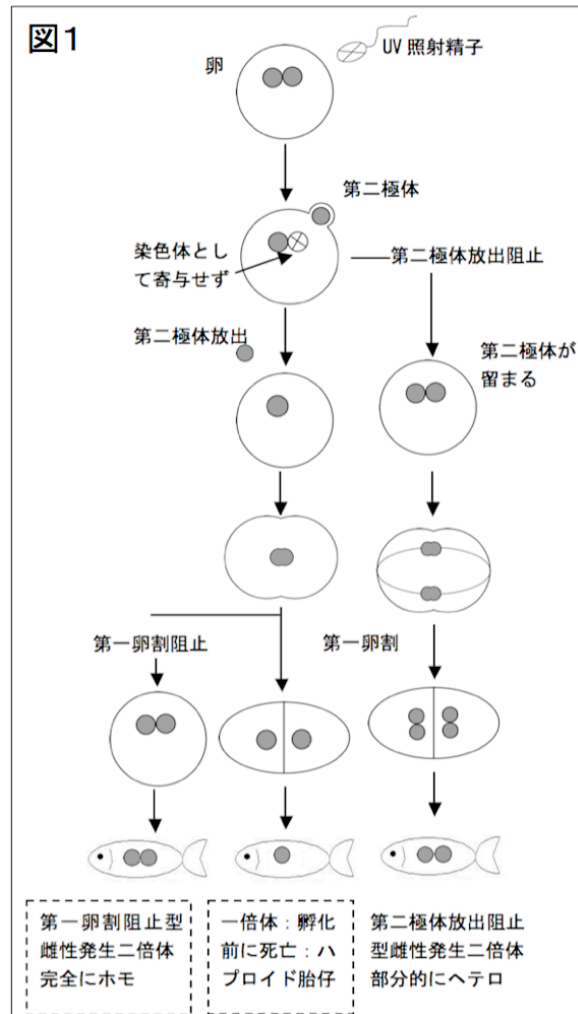 図1
UV 照射精子
卵
第二極体
染色体とし
て寄与せず
第二極体放出阻止
第二極体放出
第二極体が
留まる
第一卵割阻止
第一卵割
第一卵割阻止型
雌性発生二倍体
完全にホモ
一倍体：孵化
前に死亡：ハ
プロイド胎仔
第二極体放出阻止
型雌性発生二倍体
部分的にヘテロ